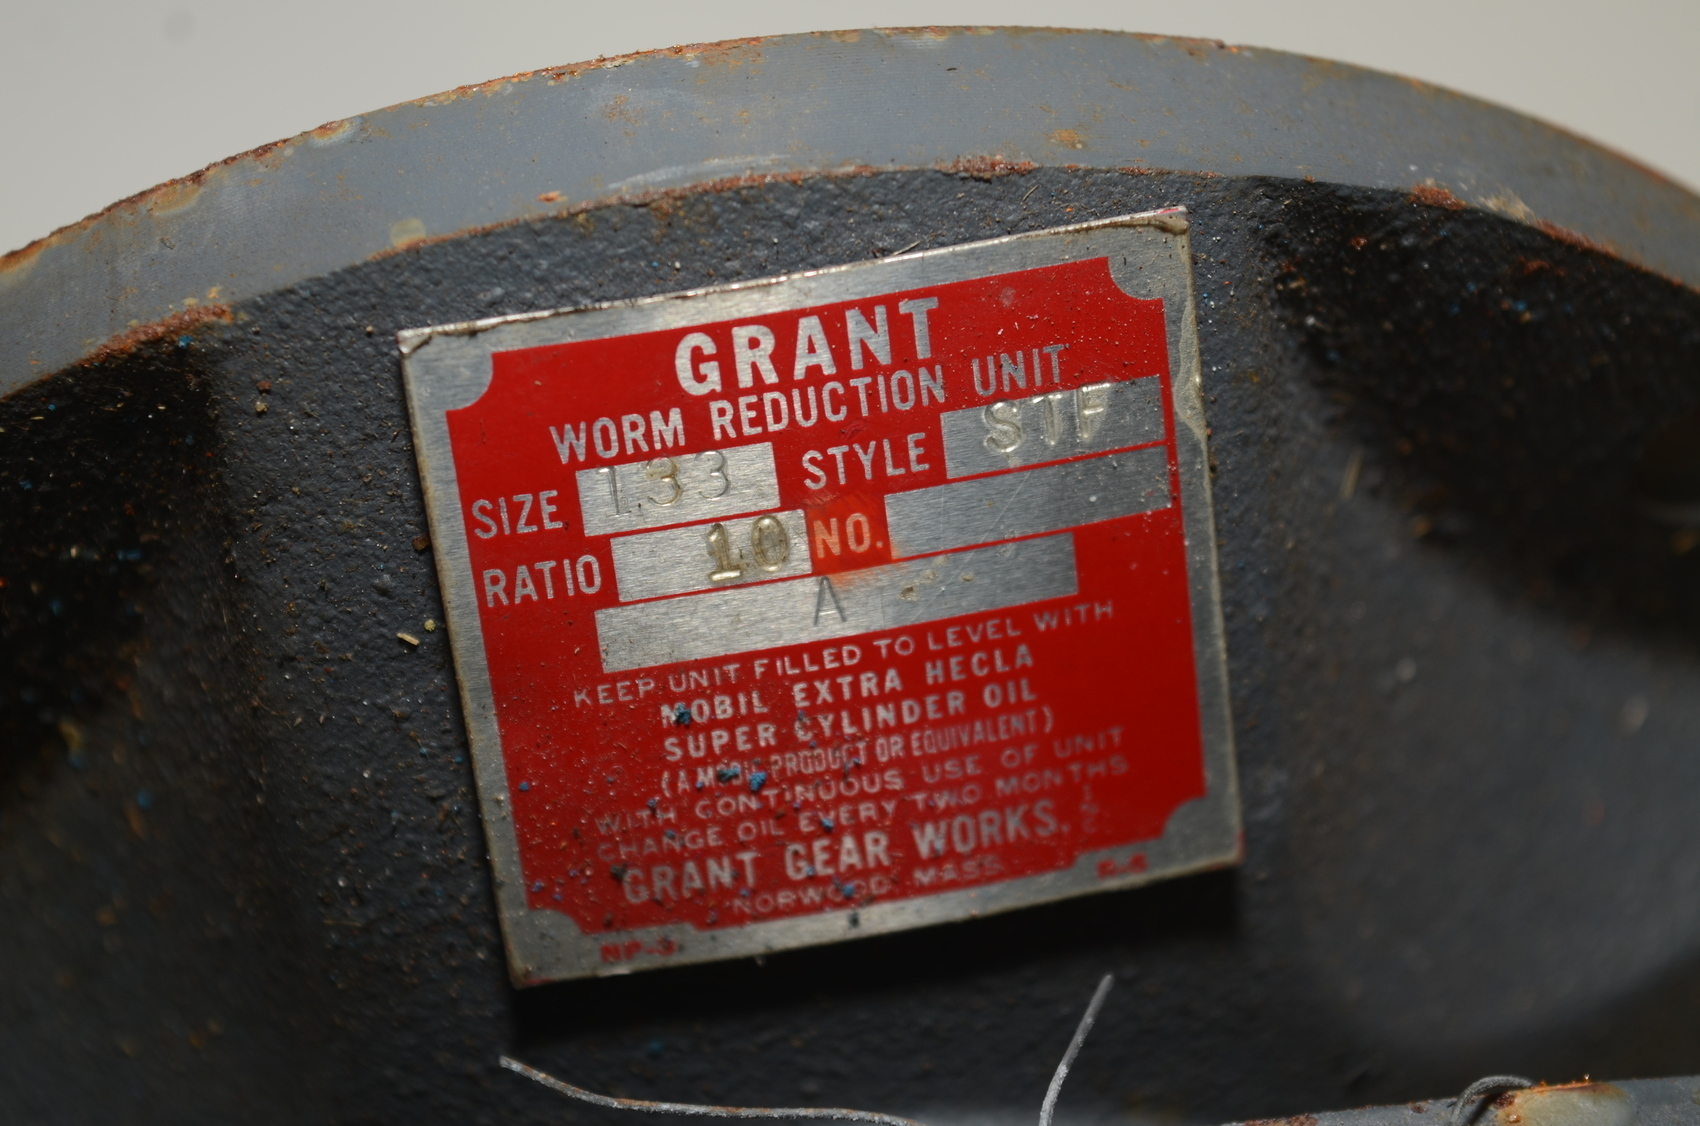 GRANT
WORM REDUCTION UNIT
SIZE 133 STYLE STF
RATIO 10 NO.
A
KEEP UNIT FILLED TO LEVEL WITH
MOBIL EXTRA HECLA
SUPER CYLINDER OIL
(A MOBIL PRODUCT OR EQUIVALENT)
WITH CONTINUOUS USE OF UNIT
CHANGE OIL EVERY TWO MONTHS
GRANT GEAR WORKS,
NORWOOD, MASS.
NP-3